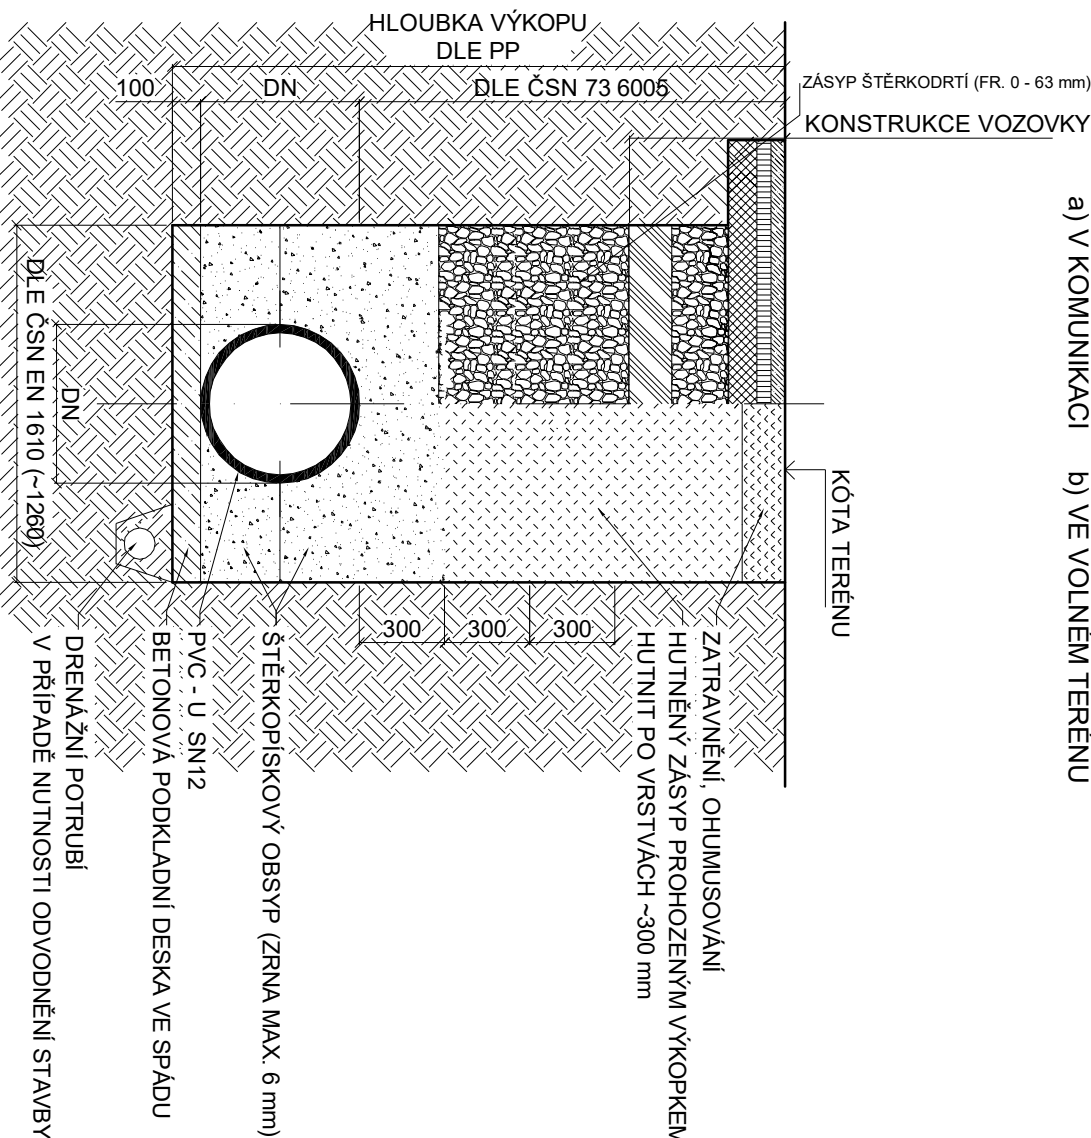 a) V KOMUNIKACI
b) VE VOLNÉM TERÉNU
HLOUBKA VÝKOPU
DLE PP
100
DN
DLE ČSN 73 6005
ZÁSYP ŠTĚRKODRTÍ (FR. 0 - 63 mm)
KONSTRUKCE VOZOVKY
KÓTA TERÉNU
DLE ČSN EN 1610 (~1260)
DN
300
300
300
ZATRAVNĚNÍ, OHUMUSOVÁNÍ
HUTNĚNÝ ZÁSYP PROHOZENÝM VÝKOPKEM
HUTNIT PO VRSTVÁCH ~300 mm
ŠTĚRKOPÍSKOVÝ OBSYP (ZRNA MAX. 6 mm)
PVC - U SN12
BETONOVÁ PODKLADNÍ DESKA VE SPÁDU
DRENÁŽNÍ POTRUBÍ
V PŘÍPADĚ NUTNOSTI ODVODNĚNÍ STAVBY